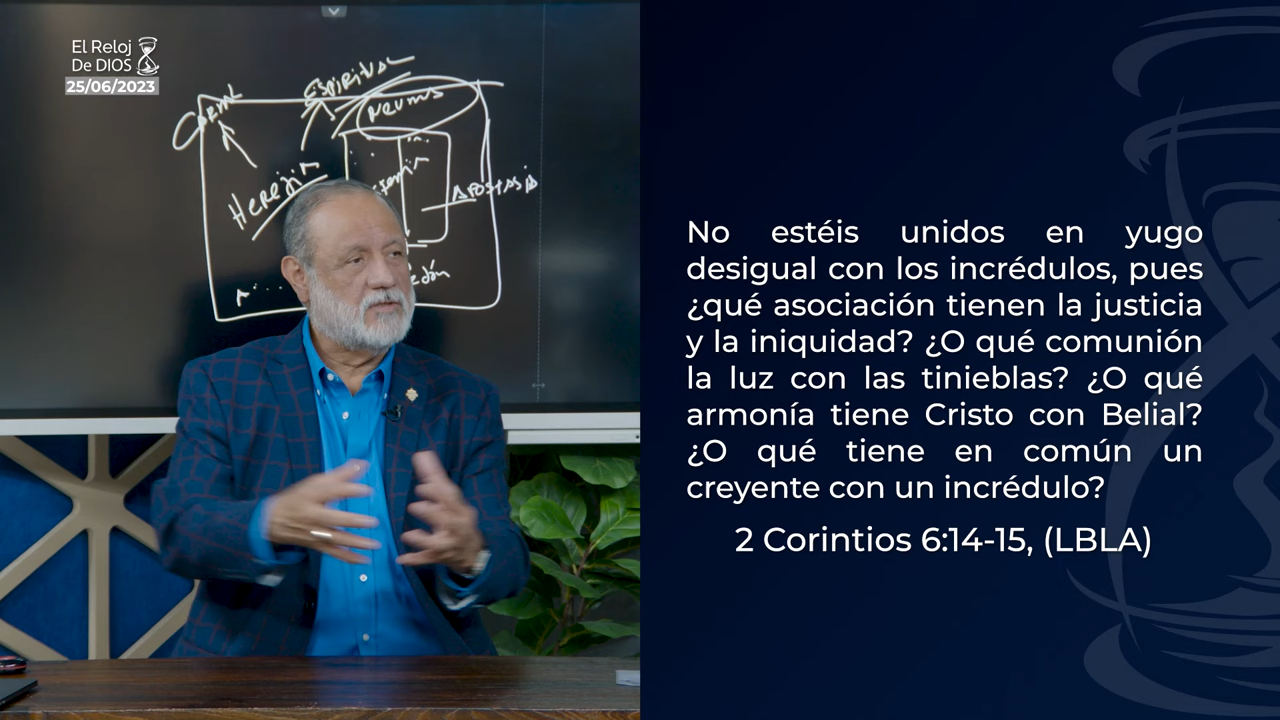 El Reloj
De DIOS
25/06/2023
ESPIRITUAL
Neuma
Herejía
APOSTASIA
No estéis unidos en yugo
desigual con los incrédulos, pues
¿qué asociación tienen la justicia
y la iniquidad? ¿O qué comunión
la luz con las tinieblas? ¿O qué
armonía tiene Cristo con Belial?
¿O qué tiene en común un
creyente con un incrédulo?
2 Corintios 6:14-15, (LBLA)